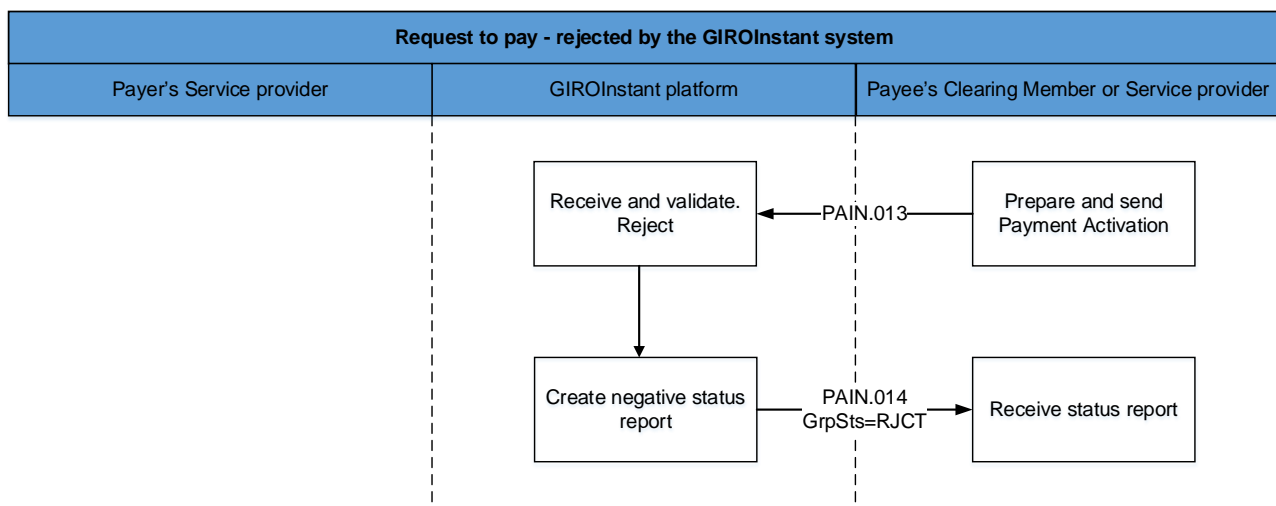 Request to pay - rejected by the GIROInstant system
Payer's Service provider
GIROInstant platform
Payee's Clearing Member or Service provider
Receive and validate.
Reject
PAIN.013
Prepare and send
Payment Activation
Create negative status
report
PAIN.014
GrpSts=RJCT
Receive status report